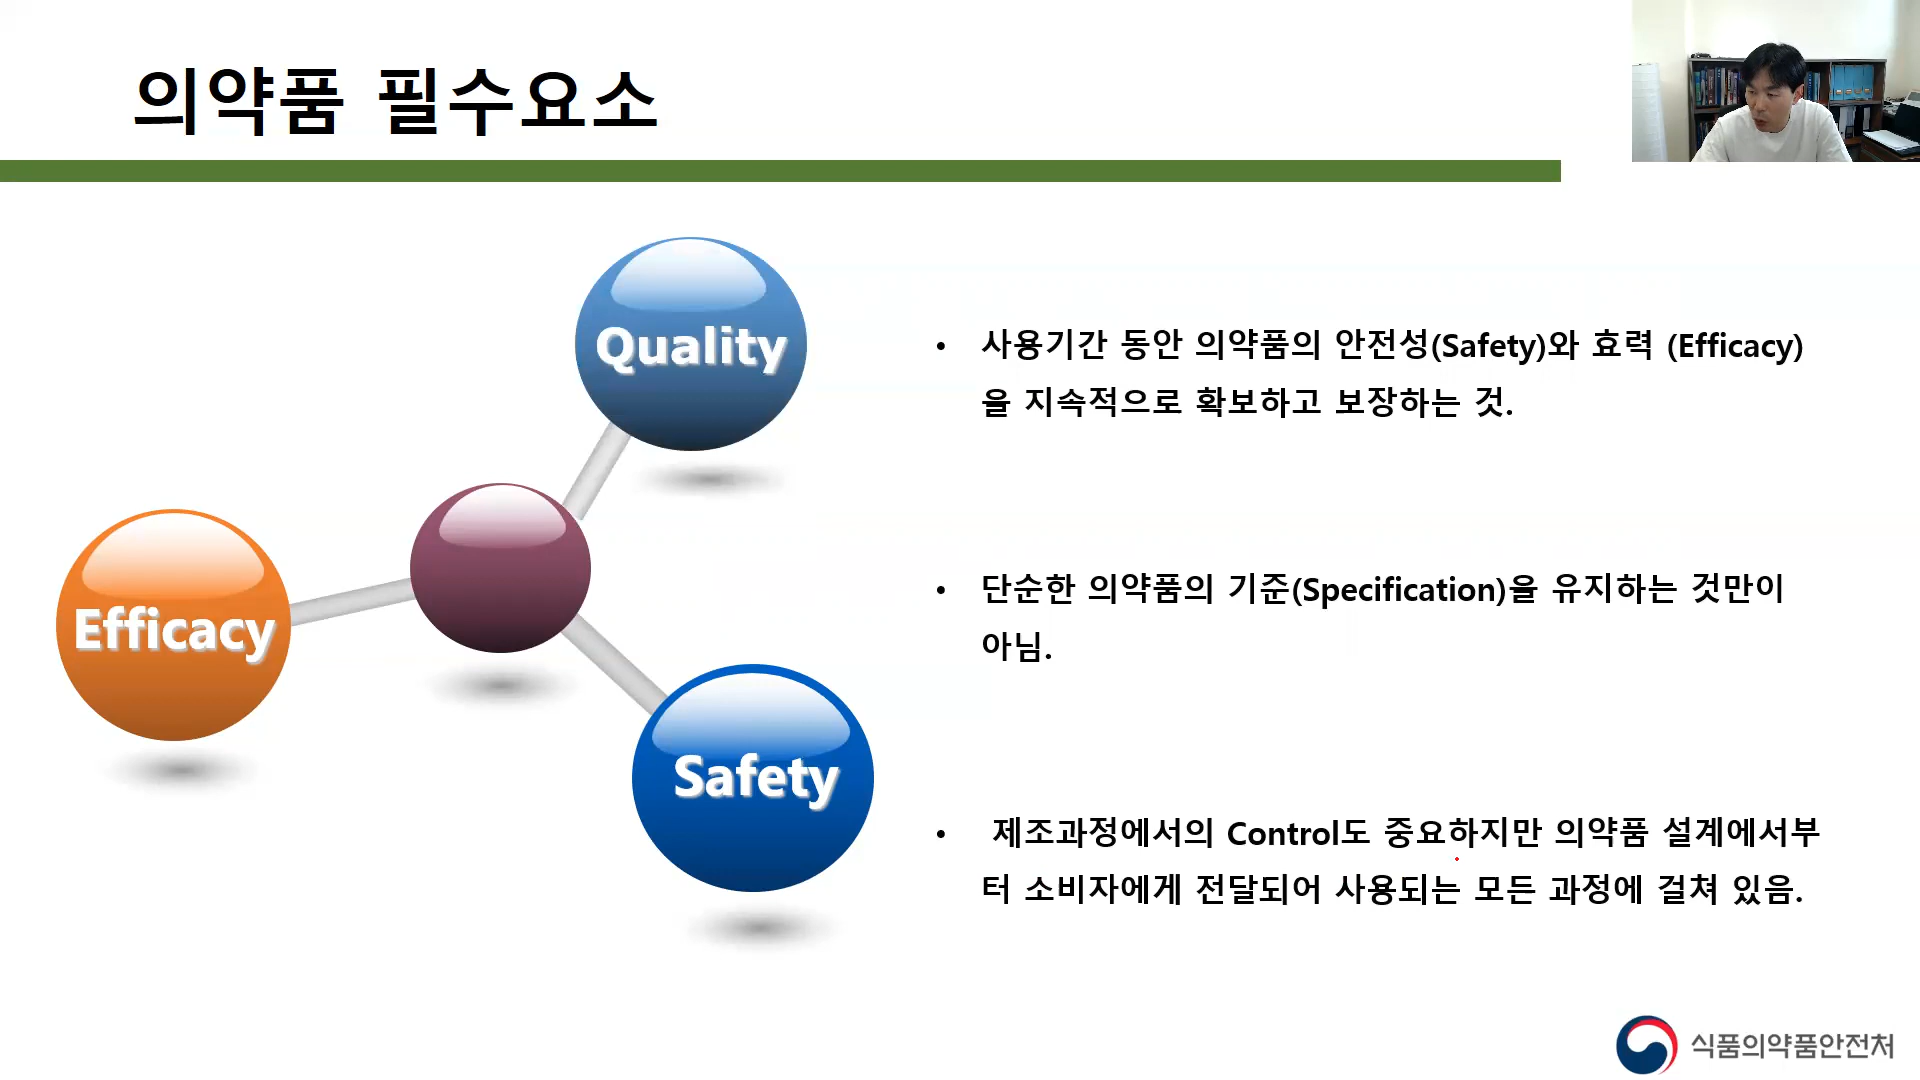 의약품 필수요소
Quality
Efficacy
Safety
• 사용기간 동안 의약품의 안전성(Safety)와 효력 (Efficacy)
을 지속적으로 확보하고 보장하는 것.
• 단순한 의약품의 기준(Specification)을 유지하는 것만이
아님.
• 제조과정에서의 Control도 중요하지만 의약품 설계에서부
터 소비자에게 전달되어 사용되는 모든 과정에 걸쳐 있음.
식품의약품안전처